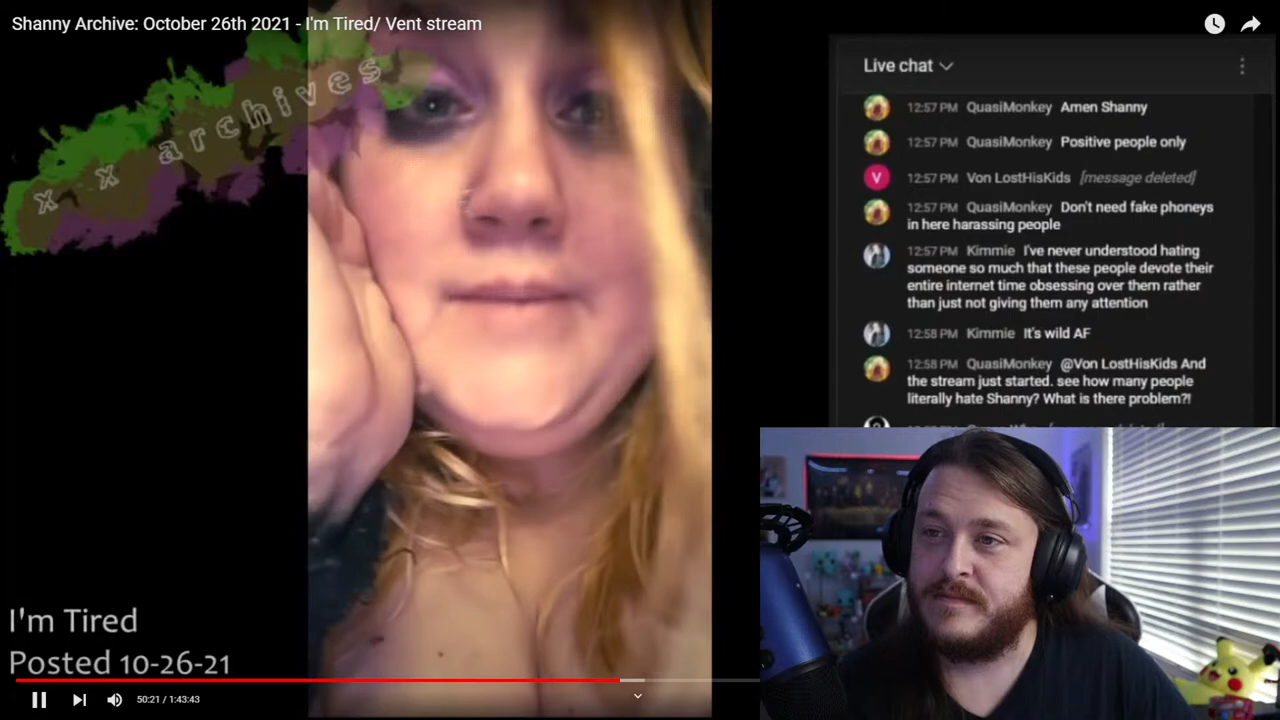 Shanny Archive: October 26th 2021 - I'm Tired/ Vent stream
x x archives
Live chat
12:57 PM QuasiMonkey Amen Shanny
12:57 PM QuasiMonkey Positive people only
V
12:57 PM Von LostHisKids [message deleted]
12:57 PM QuasiMonkey Don't need fake phoneys
in here harassing people
12:57 PM Kimmie I've never understood hating
someone so much that these people devote their
entire internet time obsessing over them rather
than just not giving them any attention
12:58 PM Kimmie It's wild AF
12:58 PM QuasiMonkey @Von LostHisKids And
the stream just started. see how many people
literally hate Shanny? What is there problem?!
I'm Tired
Posted 10-26-21
50:21 / 1:43:43